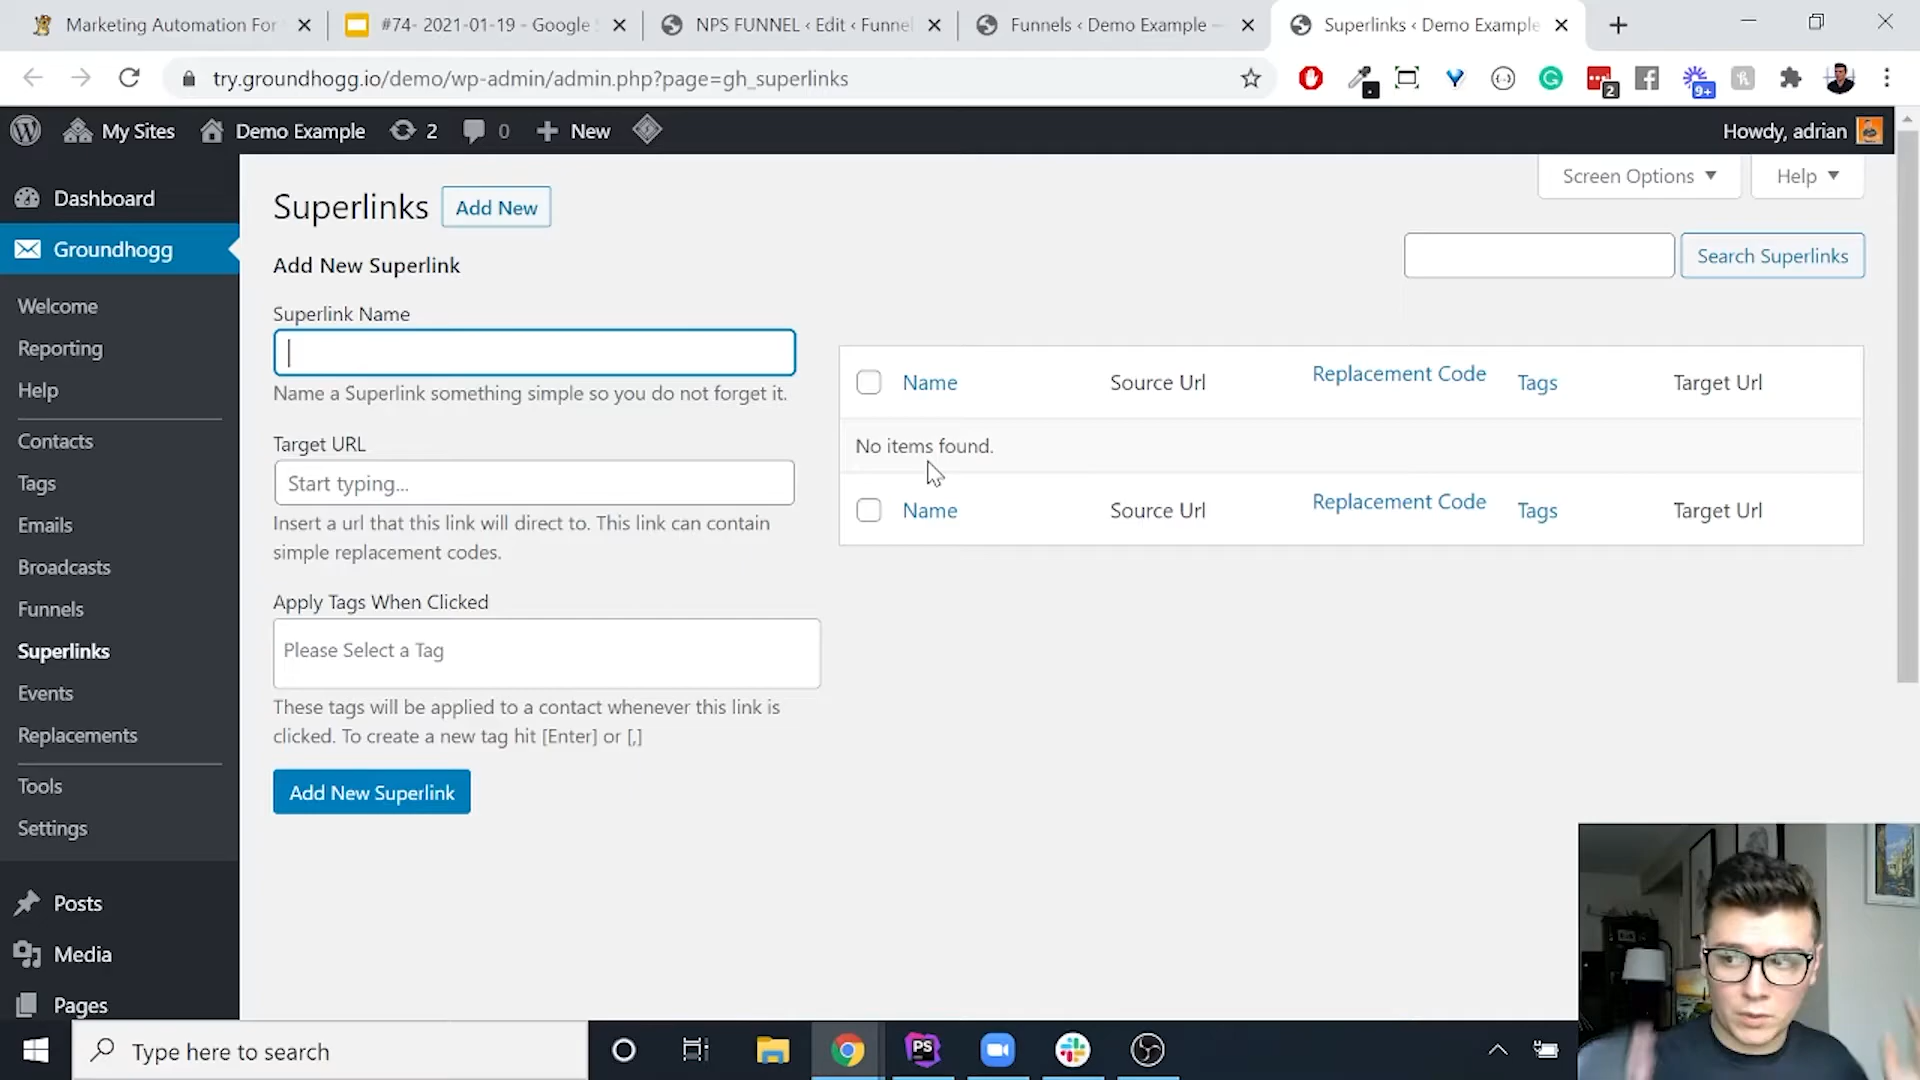 Marketing Automation For
#74- 2021-01-19 - Google S
NPS FUNNEL ‹ Edit ‹ Funnel
Funnels ‹ Demo Example —
Superlinks ‹ Demo Example
try.groundhogg.io/demo/wp-admin/admin.php?page=gh_superlinks
2
9+
My Sites
Demo Example
2
0
New
Howdy, adrian
Dashboard
Groundhogg
Welcome
Reporting
Help
Contacts
Tags
Emails
Broadcasts
Funnels
Superlinks
Events
Replacements
Tools
Settings
Posts
Media
Pages
Screen Options
Help
Superlinks
Add New
Search Superlinks
Add New Superlink
Superlink Name
Name a Superlink something simple so you do not forget it.
Target URL
Start typing...
Insert a url that this link will direct to. This link can contain
simple replacement codes.
Apply Tags When Clicked
Please Select a Tag
These tags will be applied to a contact whenever this link is
clicked. To create a new tag hit [Enter] or [,]
Add New Superlink
Name Source Url Replacement Code Tags Target Url
No items found.
Name Source Url Replacement Code Tags Target Url
Type here to search
PS